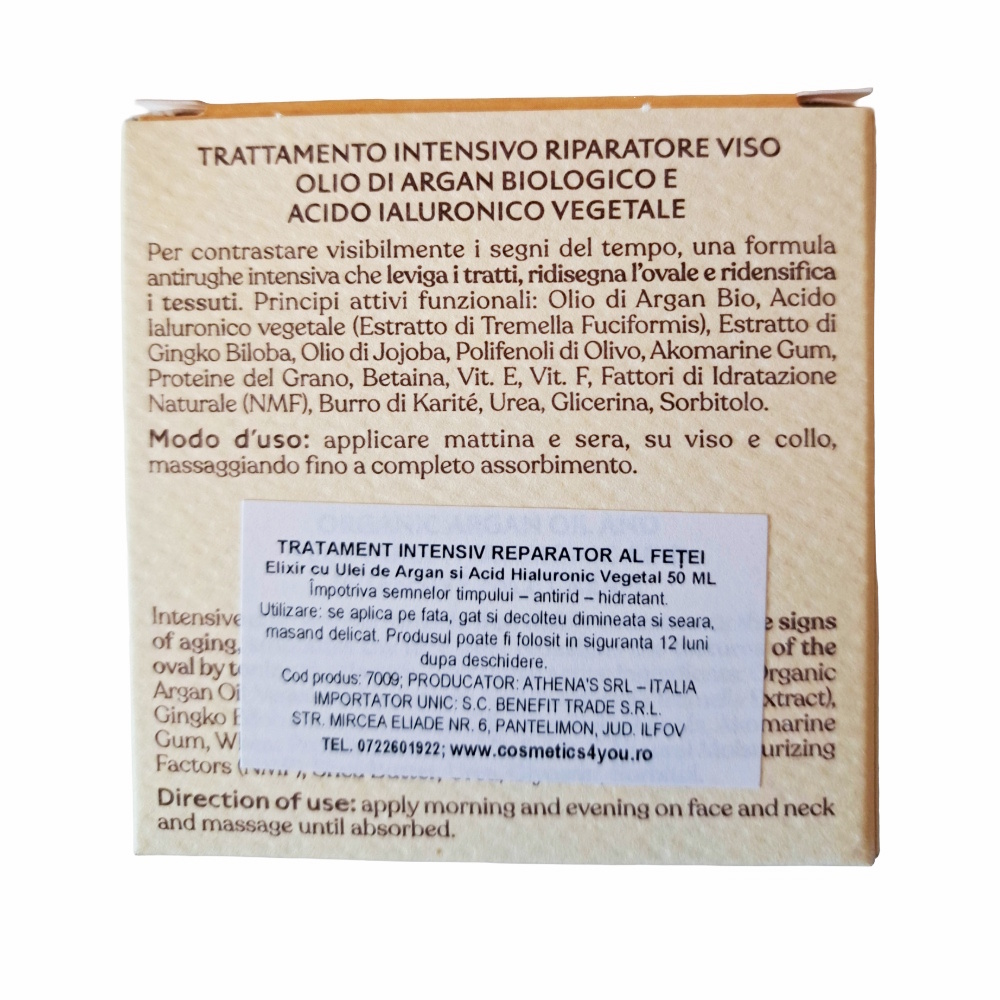 TRATTAMENTO INTENSIVO RIPARATORE VISO
OLIO DI ARGAN BIOLOGICO E
ACIDO IALURONICO VEGETALE
Per contrastare visibilmente i segni del tempo, una formula
antirughe intensiva che leviga i tratti, ridisegna l'ovale e ridensifica
i tessuti. Principi attivi funzionali: Olio di Argan Bio, Acido
Ialuronico vegetale (Estratto di Tremella Fuciformis), Estratto di
Gingko Biloba, Olio di Jojoba, Polifenoli di Olivo, Akomarine Gum,
Proteine del Grano, Betaina, Vit. E, Vit. F, Fattori di Idratazione
Naturale (NMF), Burro di Karité, Urea, Glicerina, Sorbitolo.
Modo d'uso: applicare mattina e sera, su viso e collo,
massaggiando fino a completo assorbimento.
ORGANIC ARGAN OIL AND
TRATAMENT INTENSIV REPARATOR AL FEȚEI
Elixir cu Ulei de Argan si Acid Hialuronic Vegetal 50 ML
Împotriva semnelor timpului – antirid – hidratant.
Utilizare: se aplica pe fata, gat si decolteu dimineata si seara,
masand delicat. Produsul poate fi folosit in siguranta 12 luni
dupa deschidere.
Cod produs: 7009; PRODUCATOR: ATHENA'S SRL – ITALIA
IMPORTATOR UNIC: S.C. BENEFIT TRADE S.R.L.
STR. MIRCEA ELIADE NR. 6, PANTELIMON, JUD. ILFOV
TEL. 0722601922; www.cosmetics4you.ro
Intensive signs
of aging, of the
oval by Organic
Argan
Gingko Akomarine
Gum,
Factors
Direction of use: apply morning and evening on face and neck
and massage until absorbed.